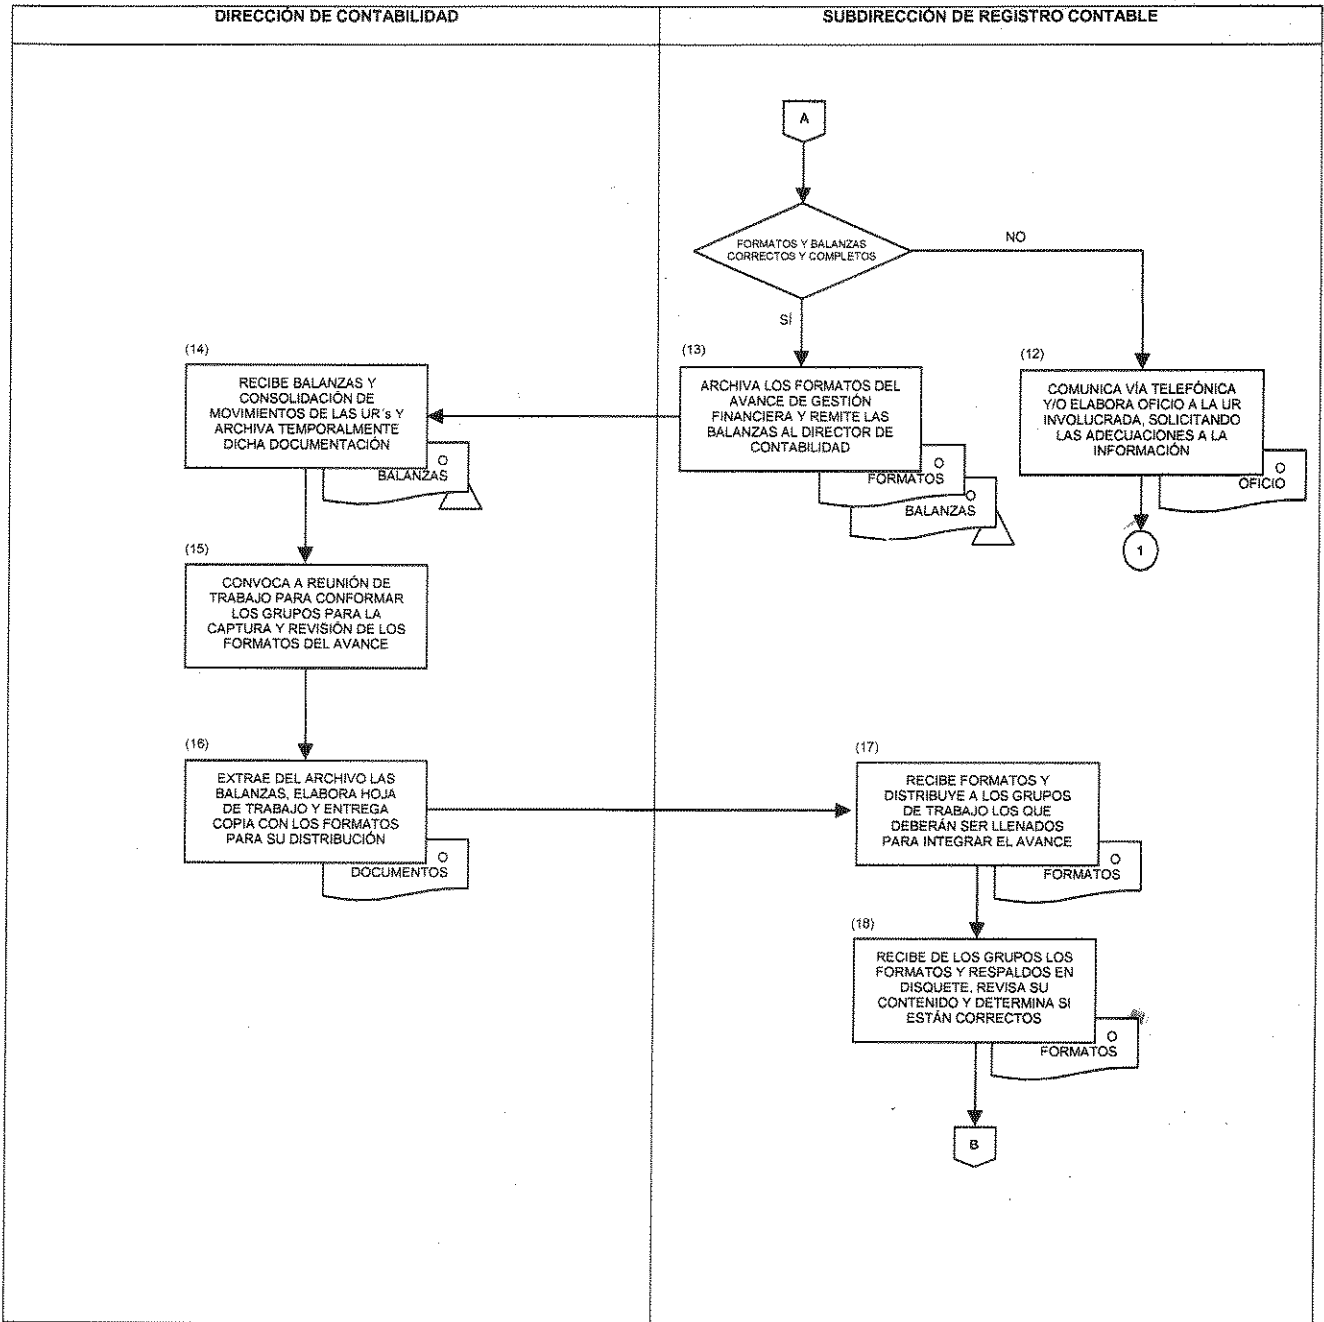 DIRECCIÓN DE CONTABILIDAD
SUBDIRECCIÓN DE REGISTRO CONTABLE
A
FORMATOS Y BALANZAS
CORRECTOS Y COMPLETOS
NO
SÍ
(14)
RECIBE BALANZAS Y
CONSOLIDACIÓN DE
MOVIMIENTOS DE LAS UR´s Y
ARCHIVA TEMPORALMENTE
DICHA DOCUMENTACIÓN
O
BALANZAS
(13)
ARCHIVA LOS FORMATOS DEL
AVANCE DE GESTIÓN
FINANCIERA Y REMITE LAS
BALANZAS AL DIRECTOR DE
CONTABILIDAD
O
FORMATOS
O
BALANZAS
(12)
COMUNICA VÍA TELEFÓNICA
Y/O ELABORA OFICIO A LA UR
INVOLUCRADA, SOLICITANDO
LAS ADECUACIONES A LA
INFORMACIÓN
O
OFICIO
1
(15)
CONVOCA A REUNIÓN DE
TRABAJO PARA CONFORMAR
LOS GRUPOS PARA LA
CAPTURA Y REVISIÓN DE LOS
FORMATOS DEL AVANCE
(16)
EXTRAE DEL ARCHIVO LAS
BALANZAS, ELABORA HOJA
DE TRABAJO Y ENTREGA
COPIA CON LOS FORMATOS
PARA SU DISTRIBUCIÓN
O
DOCUMENTOS
(17)
RECIBE FORMATOS Y
DISTRIBUYE A LOS GRUPOS
DE TRABAJO LOS QUE
DEBERÁN SER LLENADOS
PARA INTEGRAR EL AVANCE
O
FORMATOS
(18)
RECIBE DE LOS GRUPOS LOS
FORMATOS Y RESPALDOS EN
DISQUETE, REVISA SU
CONTENIDO Y DETERMINA SI
ESTÁN CORRECTOS
O
FORMATOS
B